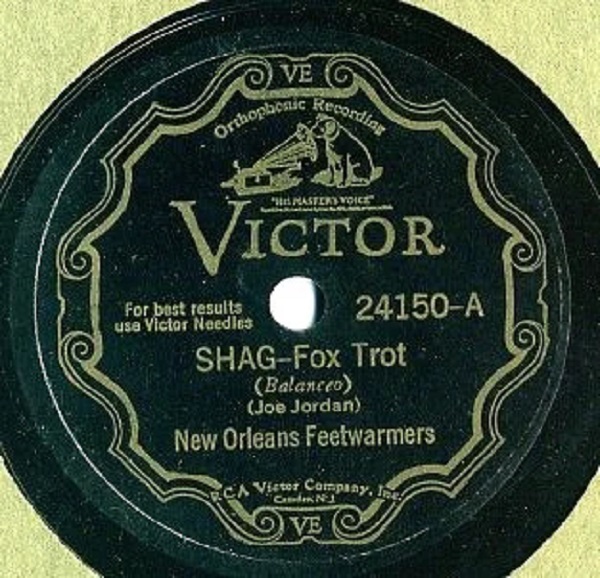 VE
Orthophonic Recording
"HIS MASTER'S VOICE"
VICTOR
For best results
use Victor Needles
24150-A
SHAG-Fox Trot
(Balanceo)
(Joe Jordan)
New Orleans Feetwarmers
RCA Victor Company, Inc.
Camden, N.J.
VE